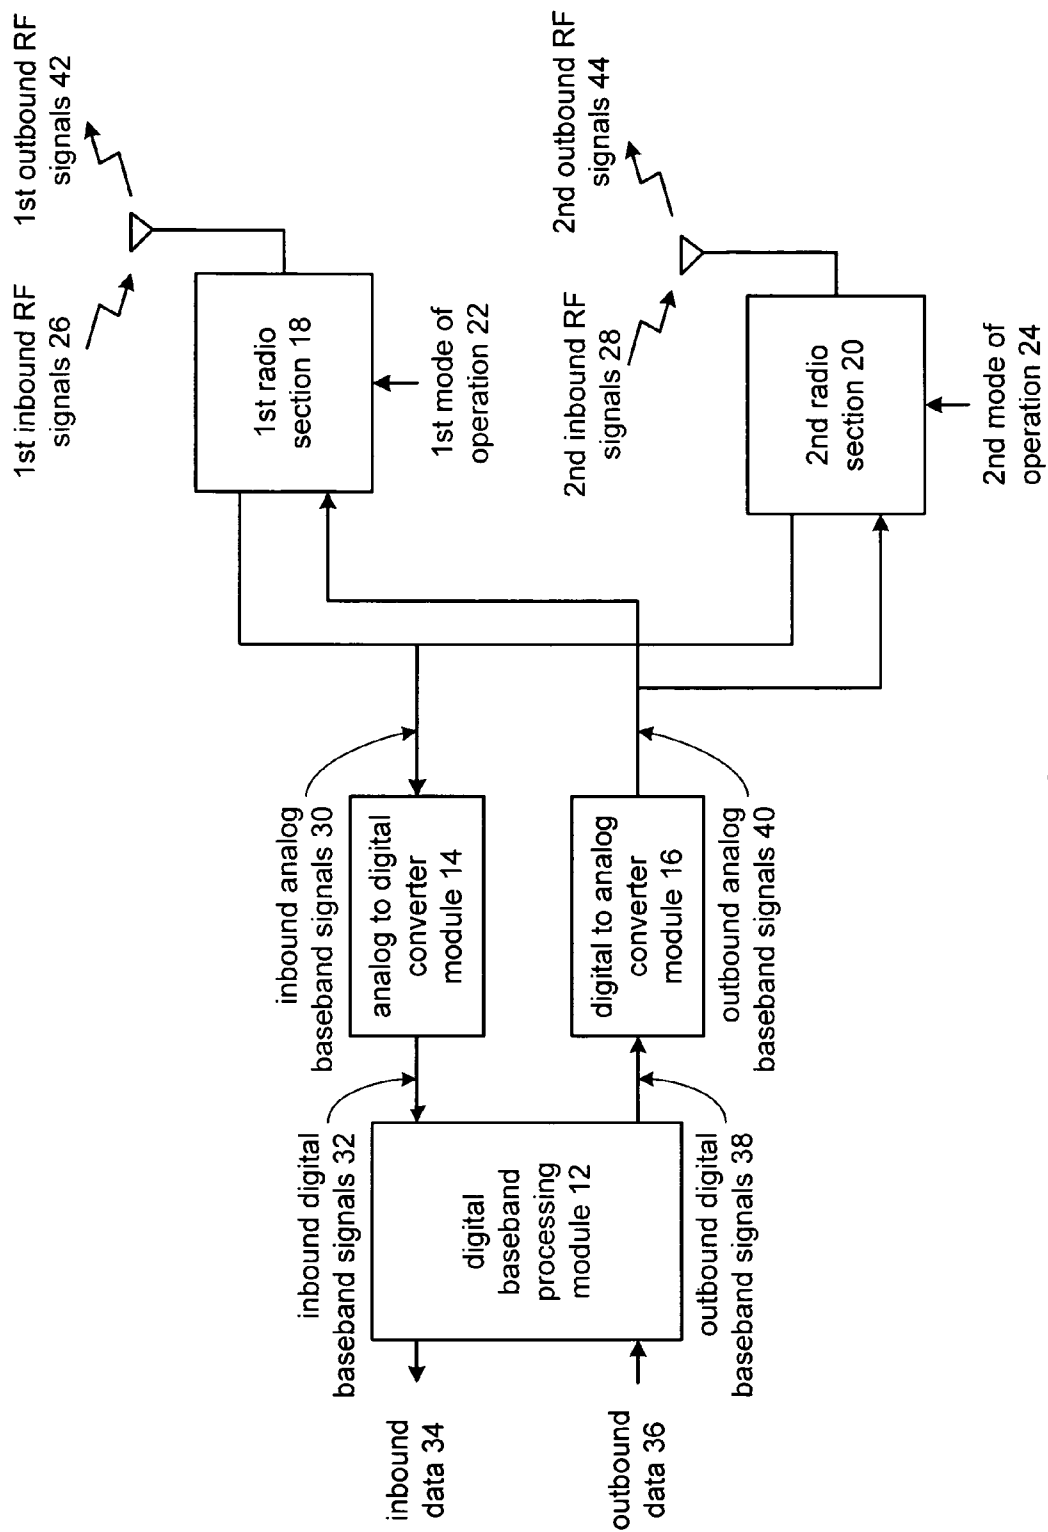 1st inbound RF
signals 26
1st outbound RF
signals 42
1st radio
section 18
1st mode of
operation 22
2nd inbound RF
signals 28
2nd outbound RF
signals 44
2nd radio
section 20
2nd mode of
operation 24
inbound analog
baseband signals 30
analog to digital
converter
module 14
digital to analog
converter
module 16
outbound analog
baseband signals 40
inbound digital
baseband signals 32
digital
baseband
processing
module 12
outbound digital
baseband signals 38
inbound
data 34
outbound
data 36